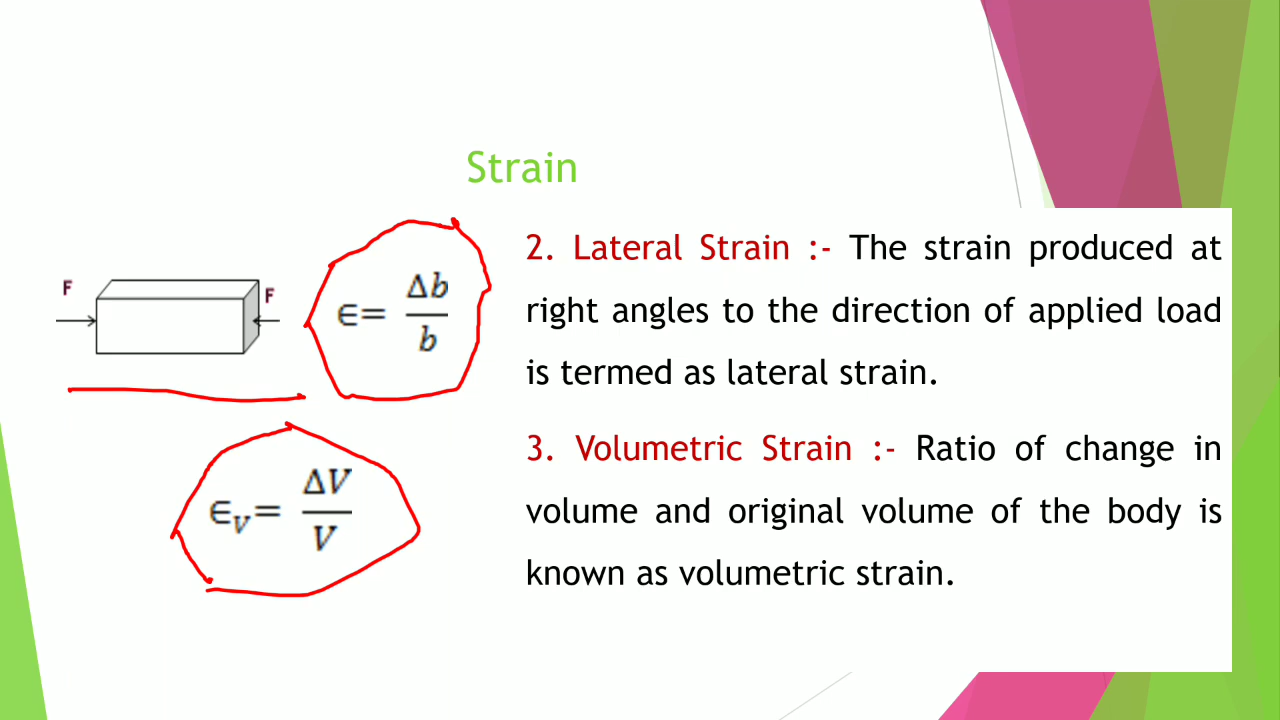 Strain
F
F
∈= Δb/b
2. Lateral Strain :- The strain produced at
right angles to the direction of applied load
is termed as lateral strain.
∈V= ΔV/V
3. Volumetric Strain :- Ratio of change in
volume and original volume of the body is
known as volumetric strain.